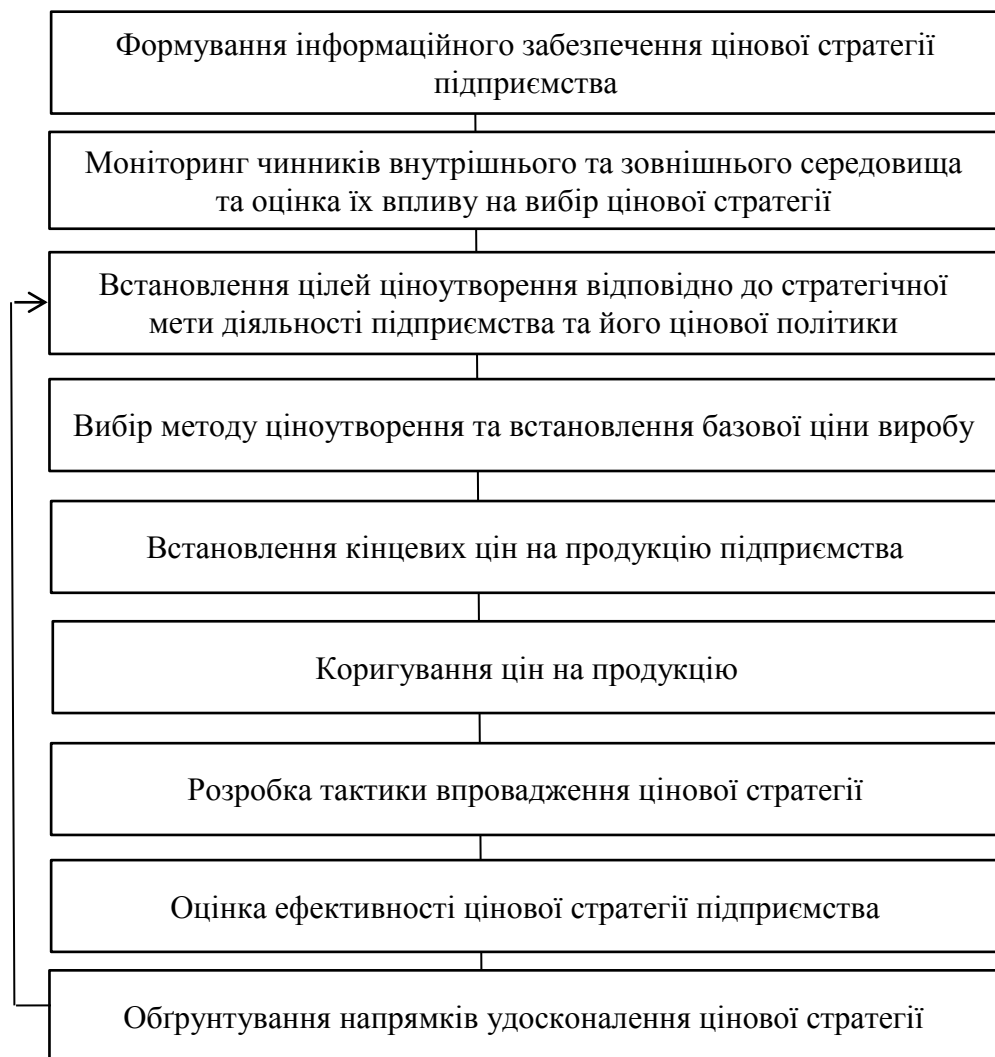 Формування інформаційного забезпечення цінової стратегії
підприємства
Моніторинг чинників внутрішнього та зовнішнього середовища
та оцінка їх впливу на вибір цінової стратегії
Встановлення цілей ціноутворення відповідно до стратегічної
мети діяльності підприємства та його цінової політики
Вибір методу ціноутворення та встановлення базової ціни виробу
Встановлення кінцевих цін на продукцію підприємства
Коригування цін на продукцію
Розробка тактики впровадження цінової стратегії
Оцінка ефективності цінової стратегії підприємства
Обґрунтування напрямків удосконалення цінової стратегії